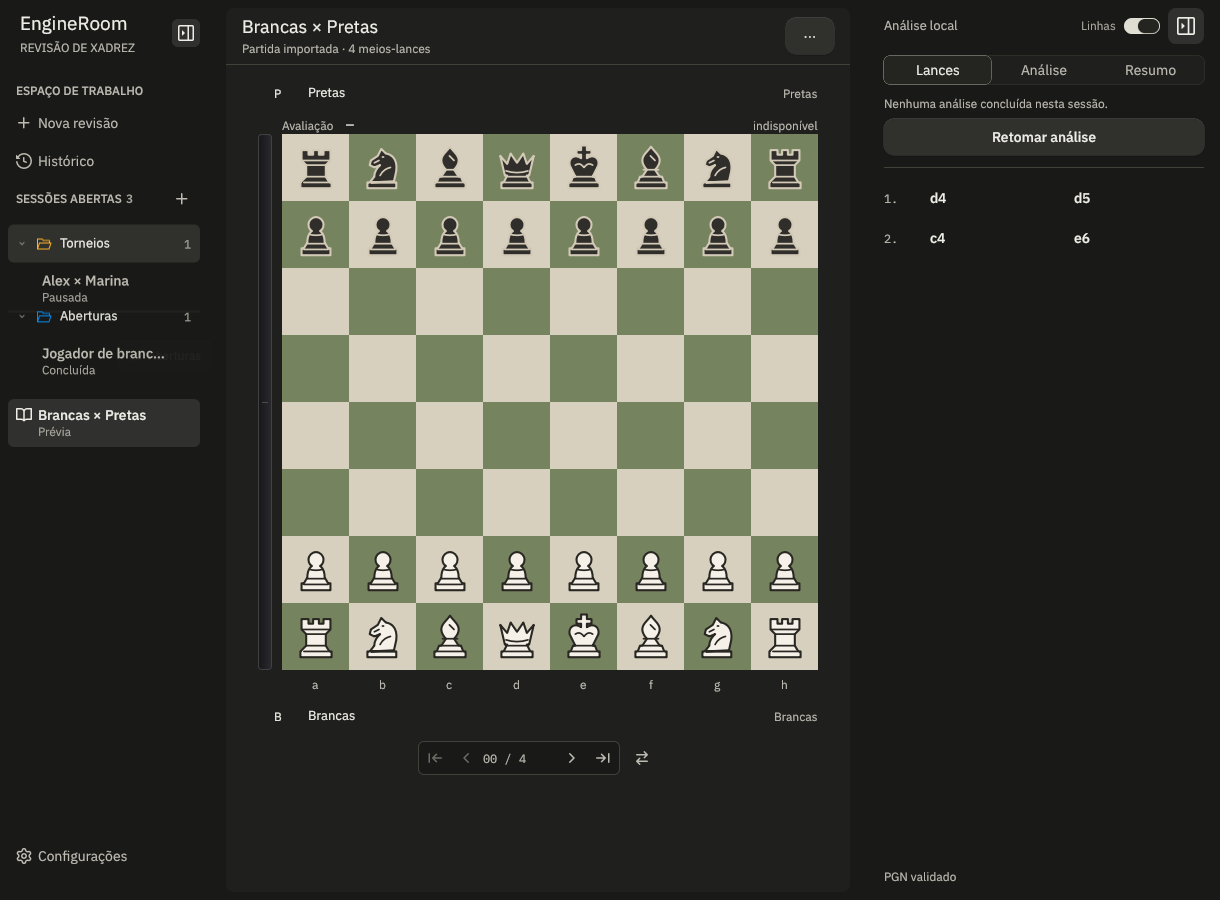 EngineRoom
REVISÃO DE XADREZ
ESPAÇO DE TRABALHO
Nova revisão
Histórico
SESSÕES ABERTAS 3
Torneios 1
Alex × Marina
Pausada
Aberturas 1
Jogador de branc...
Concluída
Brancas × Pretas
Prévia
Configurações
Brancas × Pretas
Partida importada · 4 meios-lances
...
P Pretas Pretas
Avaliação — indisponível
a b c d e f g h
B Brancas Brancas
00 / 4
Análise local Linhas
Lances Análise Resumo
Nenhuma análise concluída nesta sessão.
Retomar análise
1. d4 d5
2. c4 e6
PGN validado